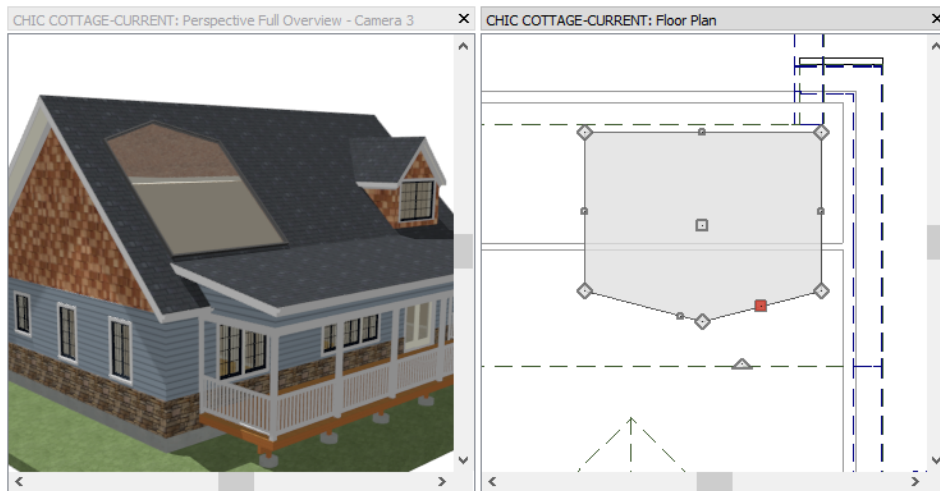 CHIC COTTAGE-CURRENT: Perspective Full Overview - Camera 3
CHIC COTTAGE-CURRENT: Floor Plan